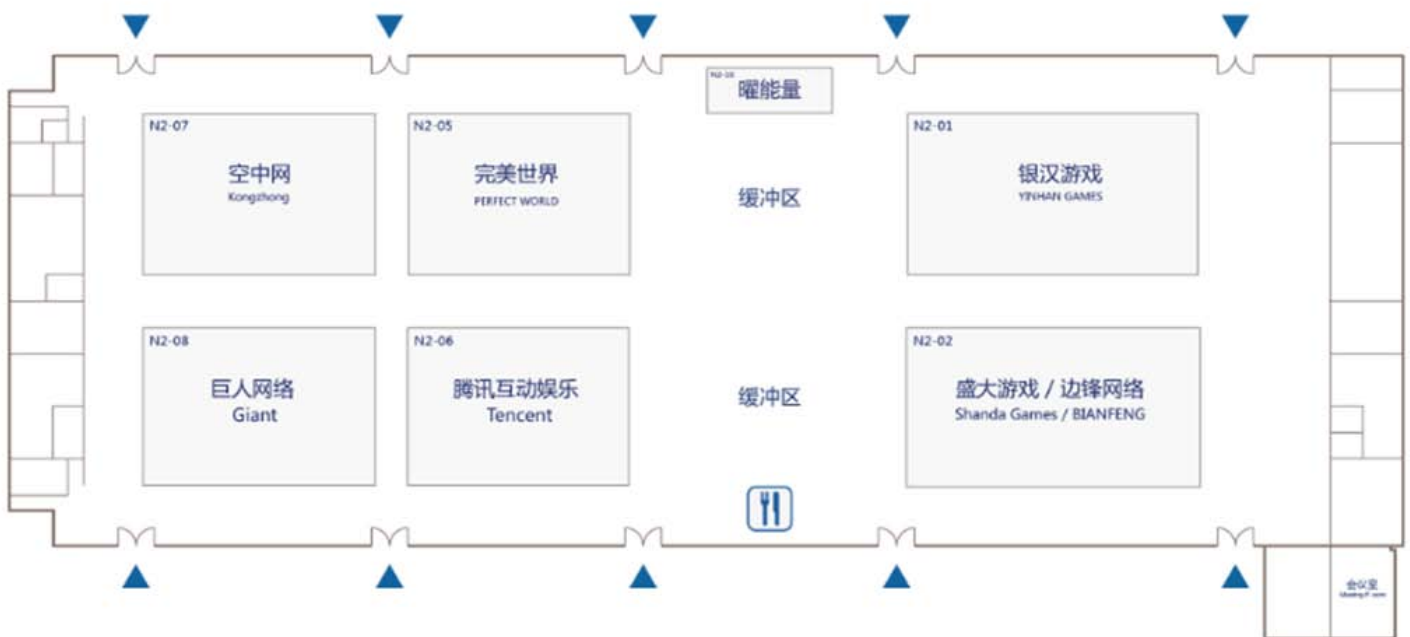 N2-10
曜能量
N2-07
空中网
Kongzhong
N2-05
完美世界
PERFECT WORLD
缓冲区
N2-01
银汉游戏
YINHAN GAMES
N2-08
巨人网络
Giant
N2-06
腾讯互动娱乐
Tencent
缓冲区
N2-02
盛大游戏 / 边锋网络
Shanda Games / BIANFENG
会议室